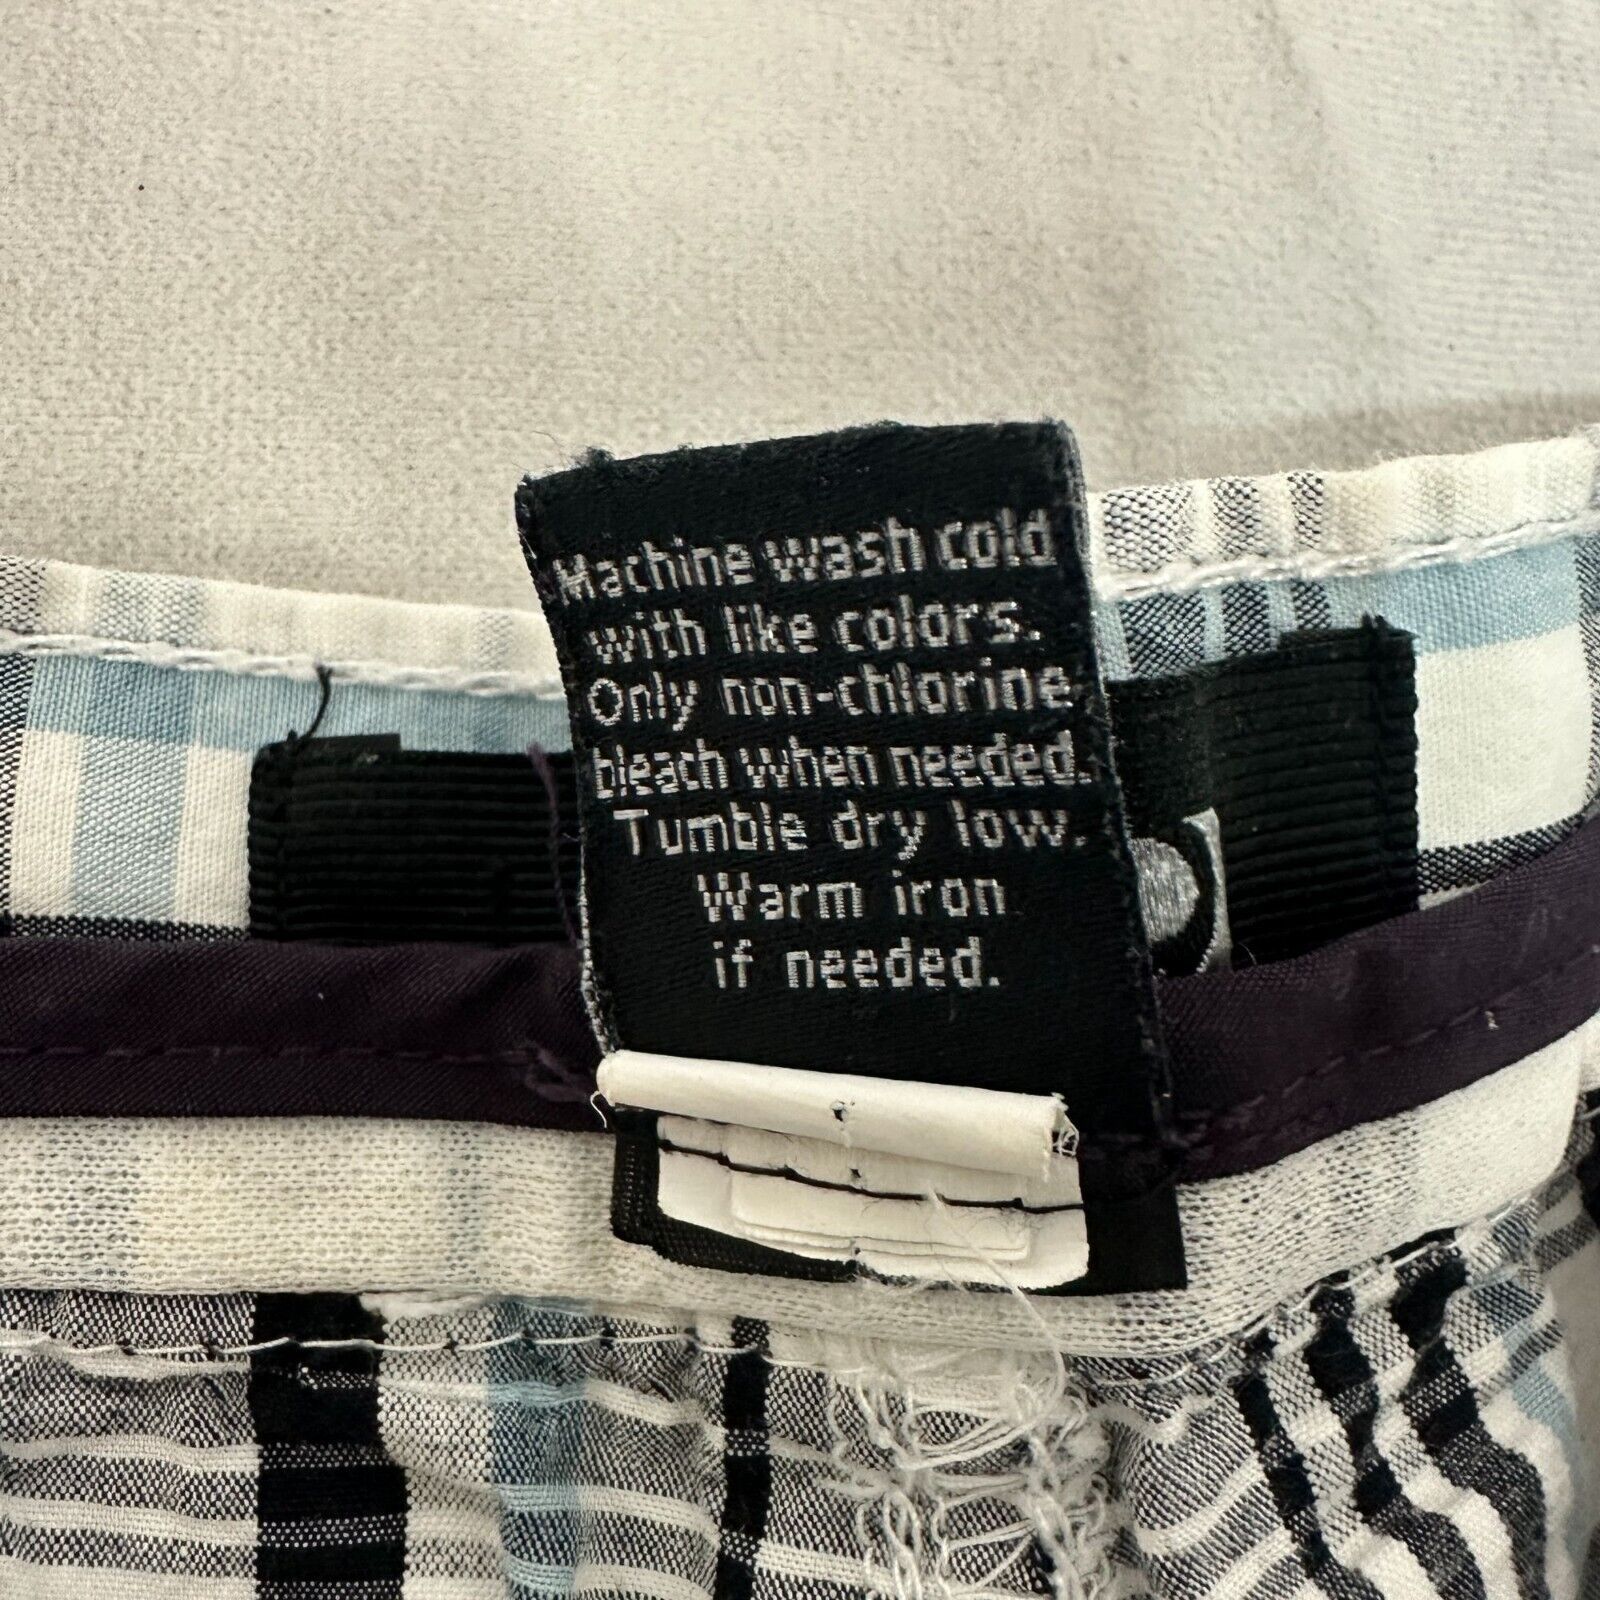 Machine wash cold
with like colors.
Only non-chlorine
bleach when needed.
Tumble dry low.
Warm iron
if needed.